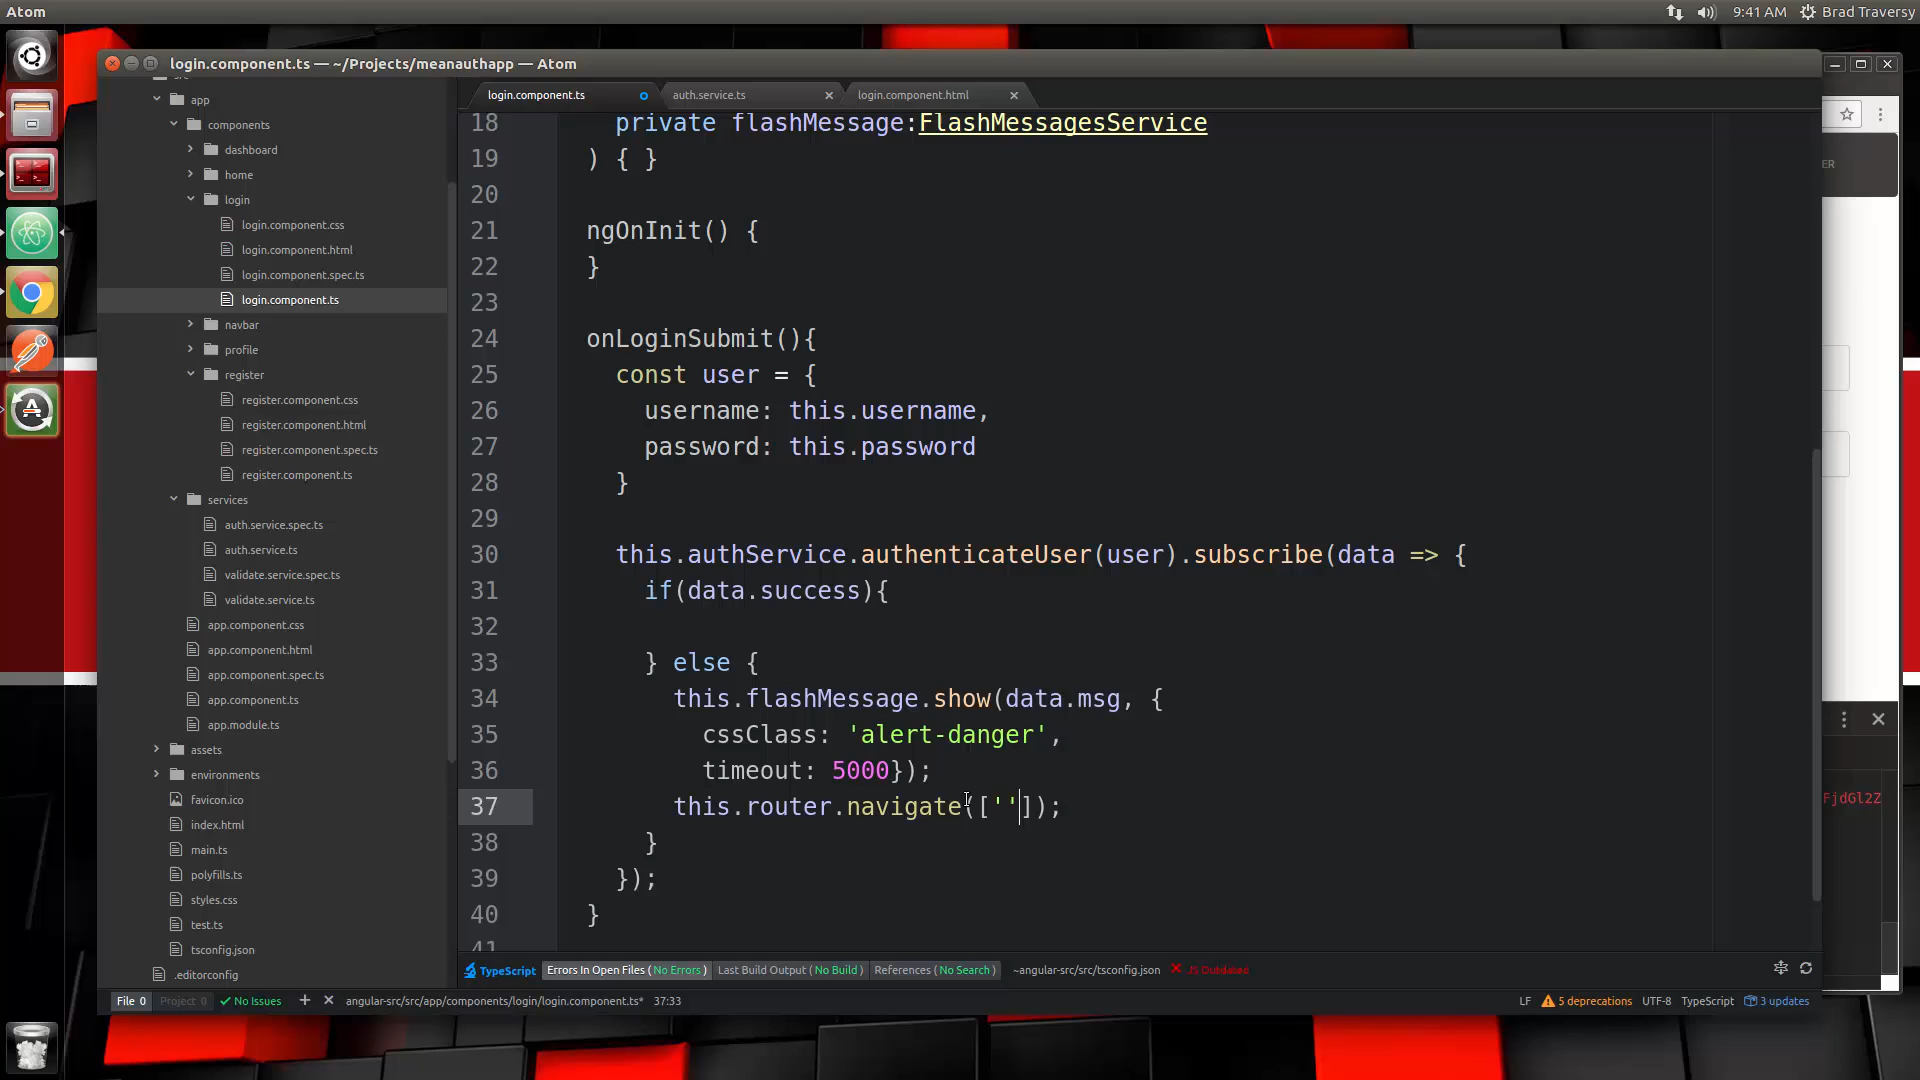 Atom
9:41 AM
Brad Traversy
login.component.ts — ~/Projects/meanauthapp — Atom
app
components
dashboard
home
login
login.component.css
login.component.html
login.component.spec.ts
login.component.ts
navbar
profile
register
register.component.css
register.component.html
register.component.spec.ts
register.component.ts
services
auth.service.spec.ts
auth.service.ts
validate.service.spec.ts
validate.service.ts
app.component.css
app.component.html
app.component.spec.ts
app.component.ts
app.module.ts
assets
environments
favicon.ico
index.html
main.ts
polyfills.ts
styles.css
test.ts
tsconfig.json
.editorconfig
login.component.ts
auth.service.ts
login.component.html
18 private flashMessage:FlashMessagesService
19 ) { }
20
21 ngOnInit() {
22 }
23
24 onLoginSubmit(){
25 const user = {
26 username: this.username,
27 password: this.password
28 }
29
30 this.authService.authenticateUser(user).subscribe(data => {
31 if(data.success){
32
33 } else {
34 this.flashMessage.show(data.msg, {
35 cssClass: 'alert-danger',
36 timeout: 5000});
37 this.router.navigate(['']);
38 }
39 });
40 }
41
ER
FjdGl2Z
TypeScript
Errors In Open Files ( No Errors )
Last Build Output ( No Build )
References ( No Search )
~angular-src/src/tsconfig.json
JS Outdated
File 0
Project 0
No Issues
angular-src/src/app/components/login/login.component.ts*
37:33
LF
5 deprecations
UTF-8
TypeScript
3 updates